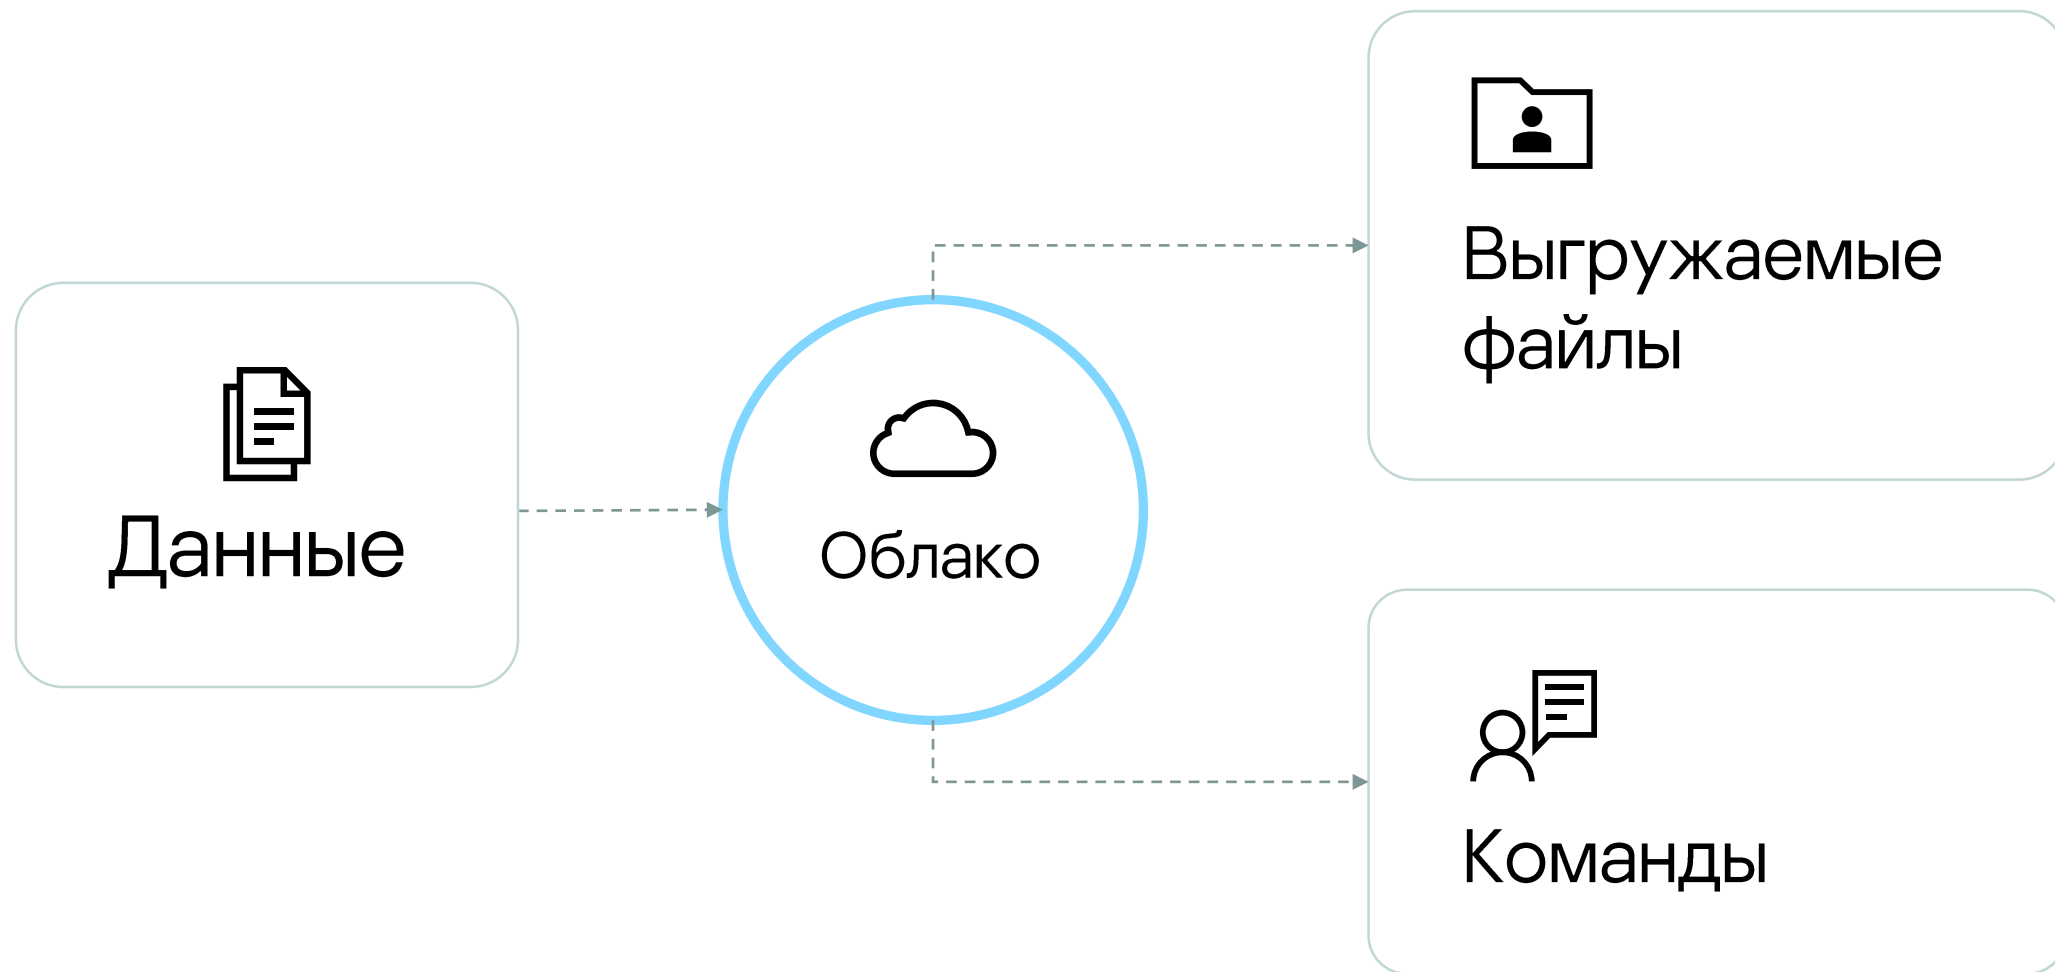 Данные
Облако
Выгружаемые
файлы
Команды